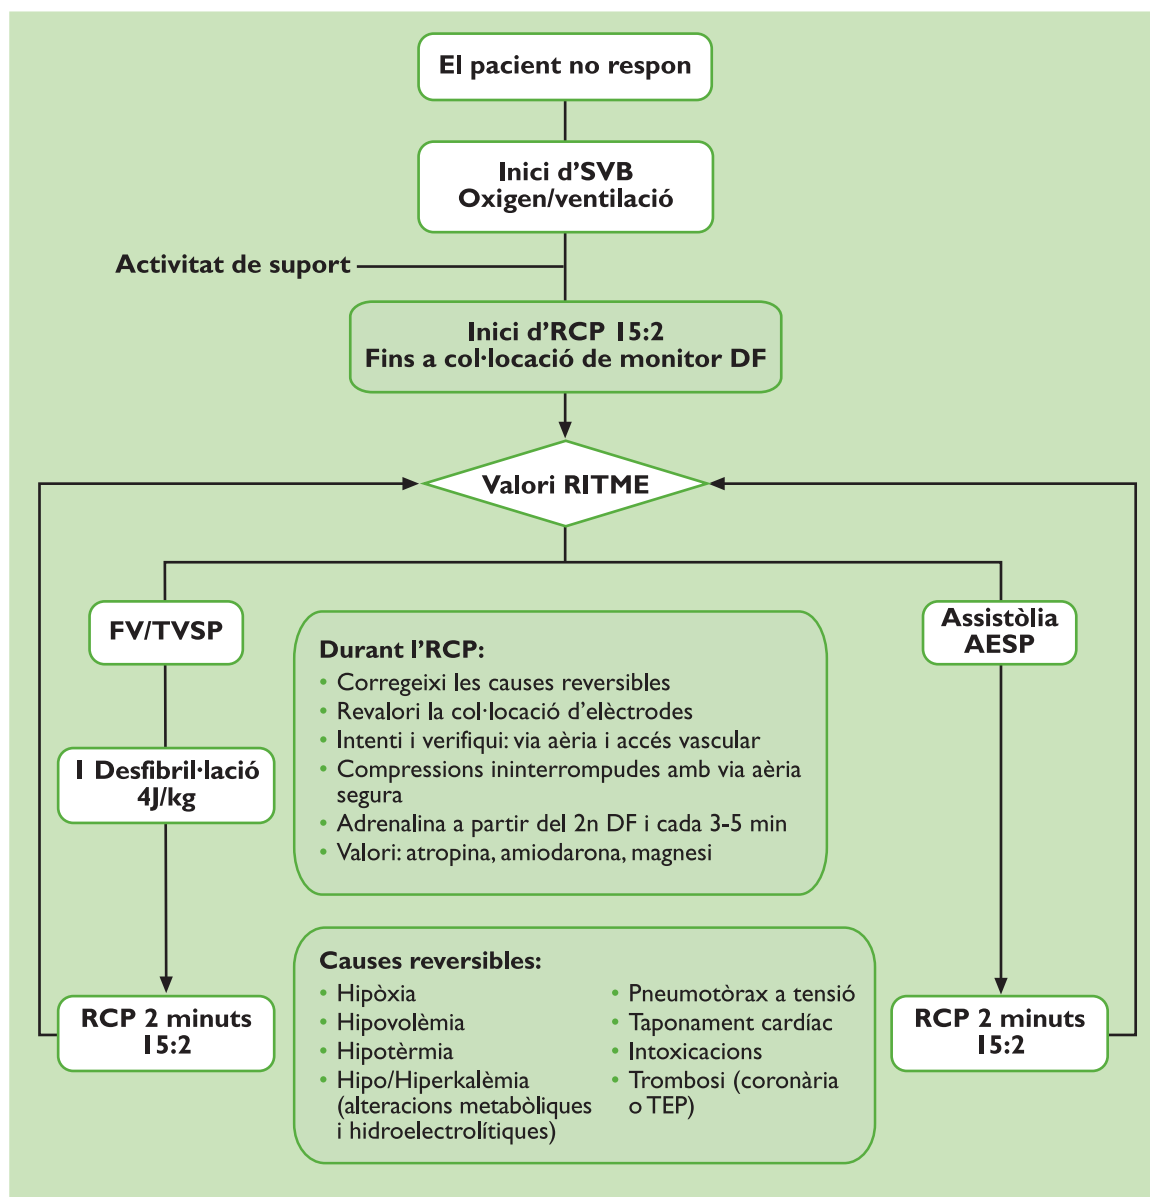 El pacient no respon
Inici d'SVB
Oxigen/ventilació
Activitat de suport
Inici d'RCP 15:2
Fins a col·locació de monitor DF
Valori RITME
FV/TVSP
Assistòlia
AESP
1 Desfibril·lació
4J/kg
Durant l'RCP:
• Corregeixi les causes reversibles
• Revalori la col·locació d'elèctrodes
• Intenti i verifiqui: via aèria i accés vascular
• Compressions ininterrompudes amb via aèria
segura
• Adrenalina a partir del 2n DF i cada 3-5 min
• Valori: atropina, amiodarona, magnesi
RCP 2 minuts
15:2
Causes reversibles:
• Hipòxia
• Hipovolèmia
• Hipotèrmia
• Hipo/Hiperkalèmia
(alteracions metabòliques
i hidroelectrolítiques)
• Pneumotòrax a tensió
• Taponament cardíac
• Intoxicacions
• Trombosi (coronària
o TEP)
RCP 2 minuts
15:2